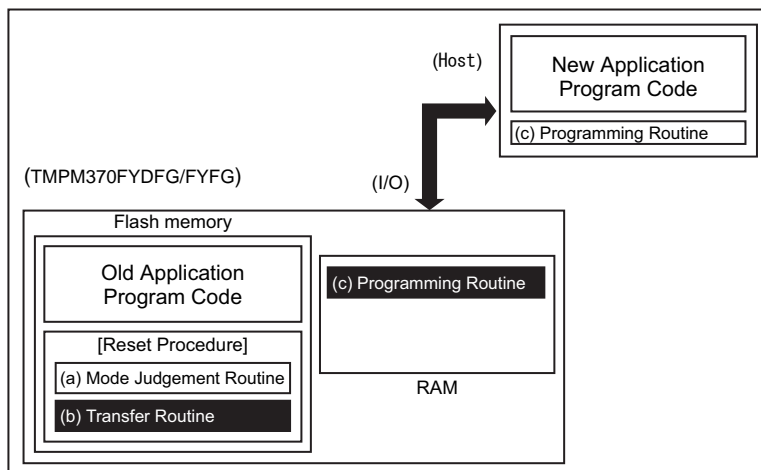 (Host)
New Application
Program Code
(c) Programming Routine
(TMPM370FYDFG/FYFG)
(I/O)
Flash memory
Old Application
Program Code
[Reset Procedure]
(a) Mode Judgement Routine
(b) Transfer Routine
(c) Programming Routine
RAM